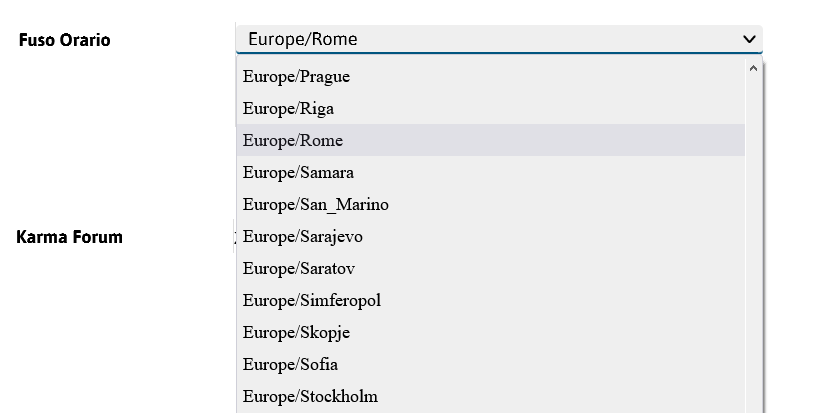 Fuso Orario
Europe/Rome
Europe/Prague
Europe/Riga
Europe/Rome
Europe/Samara
Europe/San_Marino
Karma Forum
Europe/Sarajevo
Europe/Saratov
Europe/Simferopol
Europe/Skopje
Europe/Sofia
Europe/Stockholm